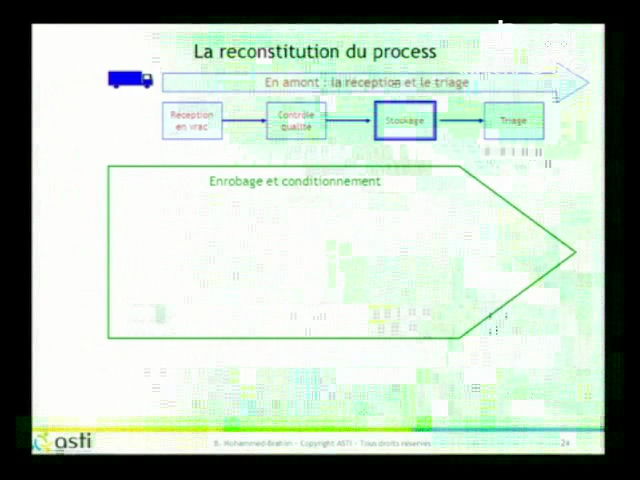 La reconstitution du process
En amont : la réception et le triage
Réception
en vrac
Contrôle
qualité
Stockage
Triage
Enrobage et conditionnement
asti
B. Mohammed-Brahim - Copyright ASTI - Tous droits réservés
24